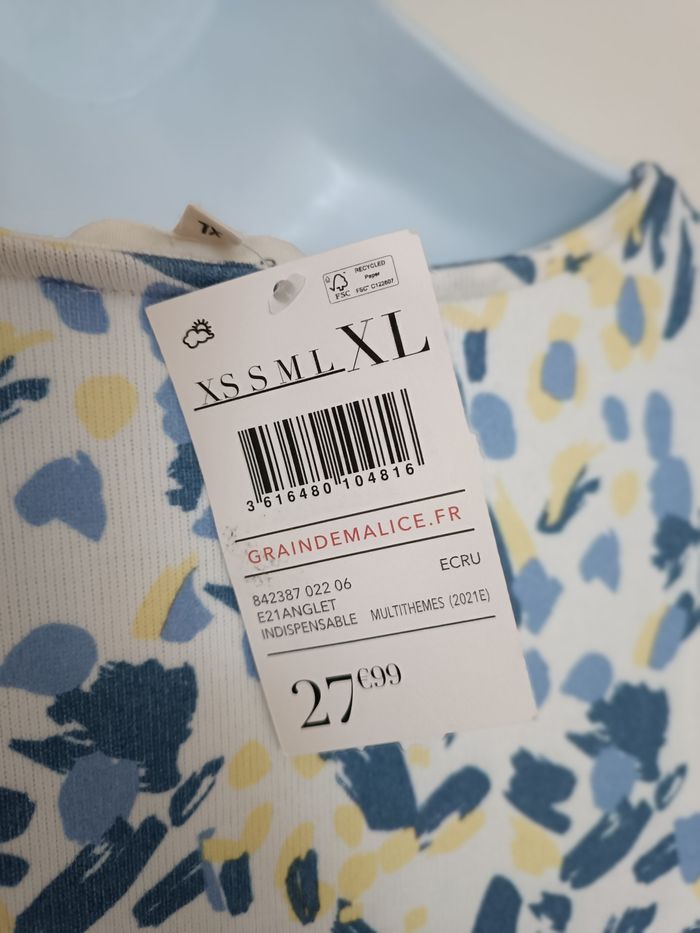 XL
RECYCLED
Paper
FSC FSC® C122807
XS S M L XL
3 616480 104816
GRAINDEMALICE.FR
842387 022 06 ECRU
E21ANGLET
INDISPENSABLE MULTITHEMES (2021E)
27€99